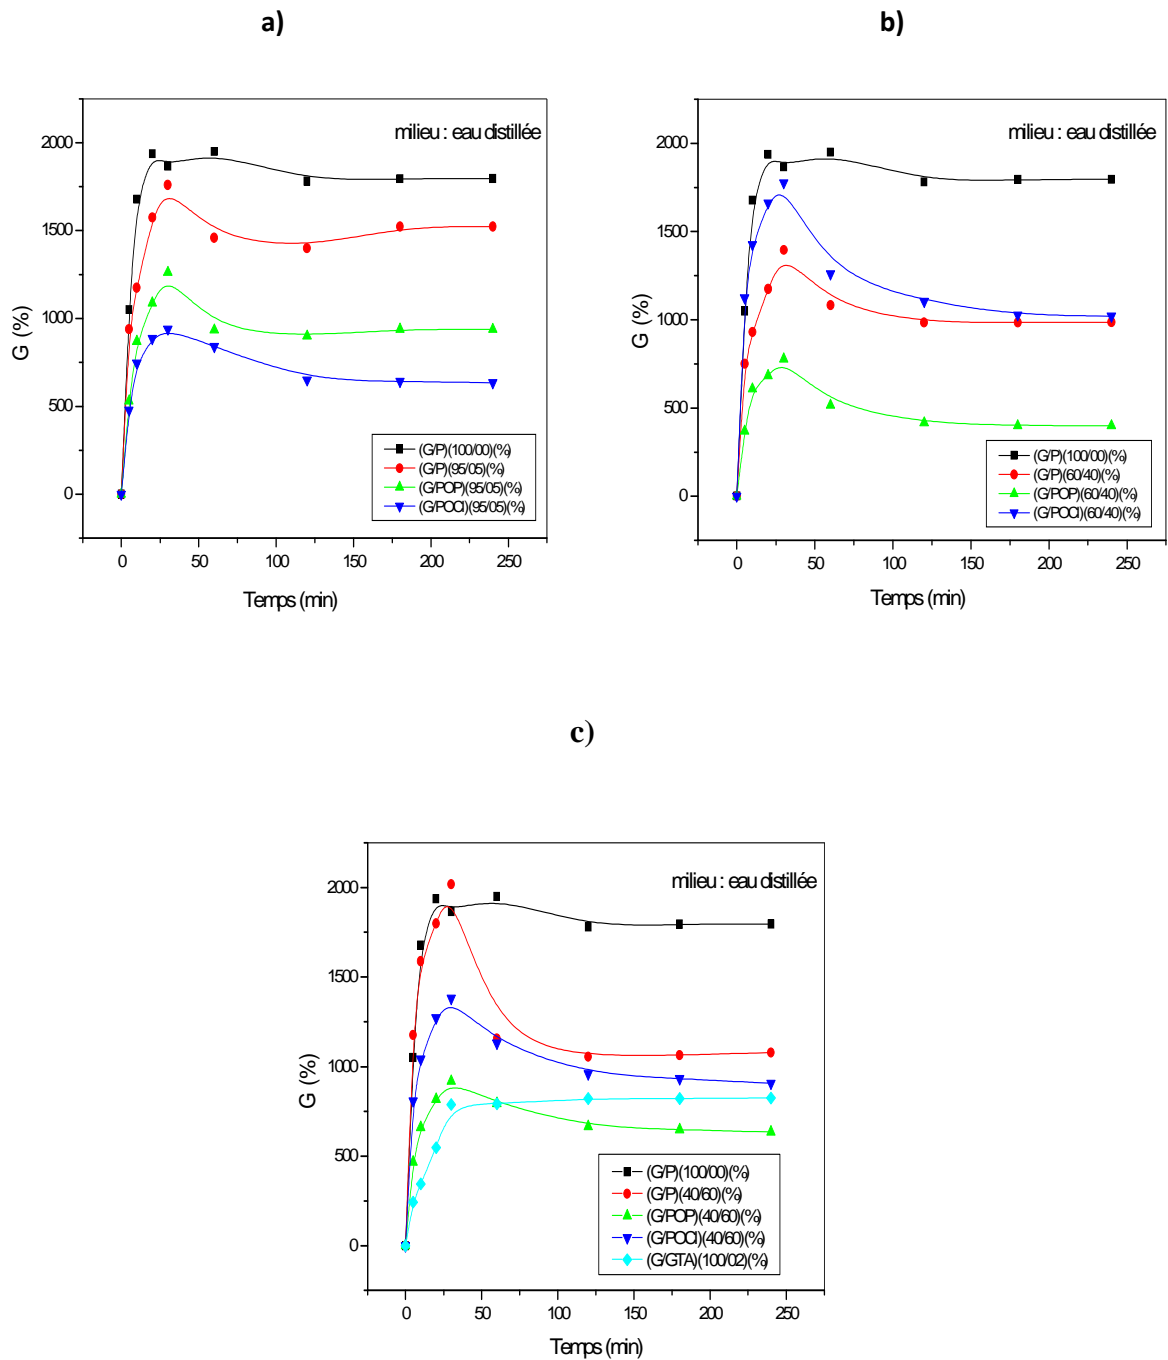 a)
b)
milieu : eau distillée
G (%)
2000
1500
1000
500
0
(G/P)(100/00)(%)
(G/P)(95/05)(%)
(G/POP)(95/05)(%)
(G/POCl)(95/05)(%)
0 50 100 150 200 250
Temps (min)
milieu : eau distillée
G (%)
2000
1500
1000
500
0
(G/P)(100/00)(%)
(G/P)(60/40)(%)
(G/POP)(60/40)(%)
(G/POCl)(60/40)(%)
0 50 100 150 200 250
Temps (min)
c)
milieu : eau distillée
G (%)
2000
1500
1000
500
0
(G/P)(100/00)(%)
(G/P)(40/60)(%)
(G/POP)(40/60)(%)
(G/POCl)(40/60)(%)
(G/GTA)(100/02)(%)
0 50 100 150 200 250
Temps (min)